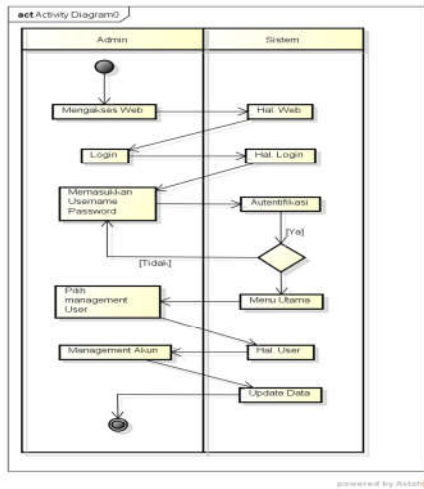 act Activity Diagram0
Admin
Sistem
Mengakses Web
Hal. Web
Login
Hal. Login
Memasukkan
Username
Password
Autentifikasi
[Ya]
[Tidak]
Pilih
management
User
Menu Utama
Management Akun
Hal. User
Update Data
powered by Astah